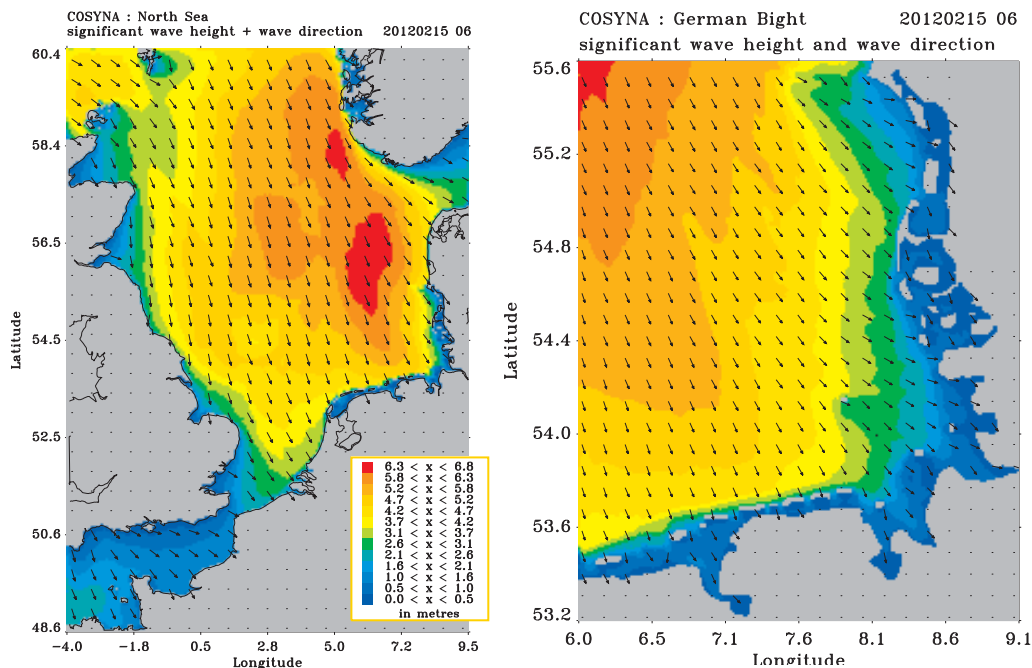 COSYNA : North Sea
significant wave height + wave direction 20120215 06
60.4
58.4
56.5
54.5
52.5
50.6
48.6
Latitude
-4.0 -2.4 -0.8 0.5 2.8 5.0 7.2 9.5
Longitude
6.3 < x < 6.8
5.8 < x < 6.3
5.2 < x < 5.8
4.7 < x < 5.2
4.2 < x < 4.7
3.7 < x < 4.2
3.1 < x < 3.7
2.6 < x < 3.1
2.1 < x < 2.6
1.6 < x < 2.1
1.0 < x < 1.6
0.5 < x < 1.0
0.0 < x < 0.5
in metres
COSYNA : German Bight 20120215 06
significant wave height and wave direction
55.6
55.2
54.8
54.4
54.0
53.6
53.2
Latitude
6.0 6.5 7.1 7.6 8.1 8.6 9.1
Longitude